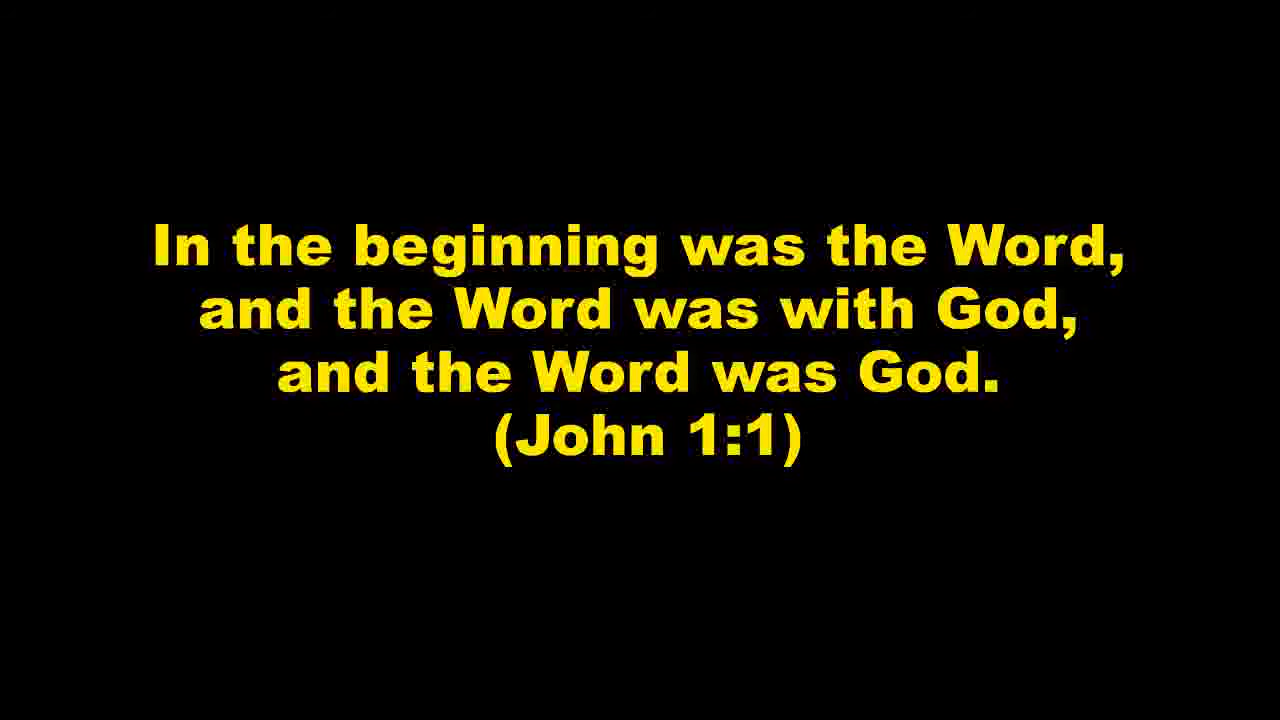 In the beginning was the Word,
and the Word was with God,
and the Word was God.
(John 1:1)